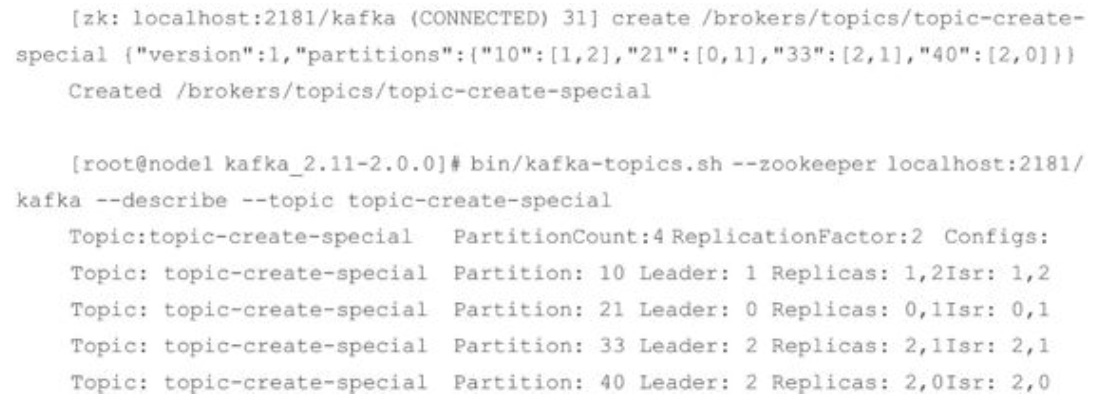 [zk: localhost:2181/kafka (CONNECTED) 31] create /brokers/topics/topic-create-
special {"version":1,"partitions":{"10":[1,2],"21":[0,1],"33":[2,1],"40":[2,0]}}
Created /brokers/topics/topic-create-special
[root@node1 kafka_2.11-2.0.0]# bin/kafka-topics.sh --zookeeper localhost:2181/
kafka --describe --topic topic-create-special
Topic:topic-create-special PartitionCount:4 ReplicationFactor:2 Configs:
Topic: topic-create-special Partition: 10 Leader: 1 Replicas: 1,2Isr: 1,2
Topic: topic-create-special Partition: 21 Leader: 0 Replicas: 0,1Isr: 0,1
Topic: topic-create-special Partition: 33 Leader: 2 Replicas: 2,1Isr: 2,1
Topic: topic-create-special Partition: 40 Leader: 2 Replicas: 2,0Isr: 2,0